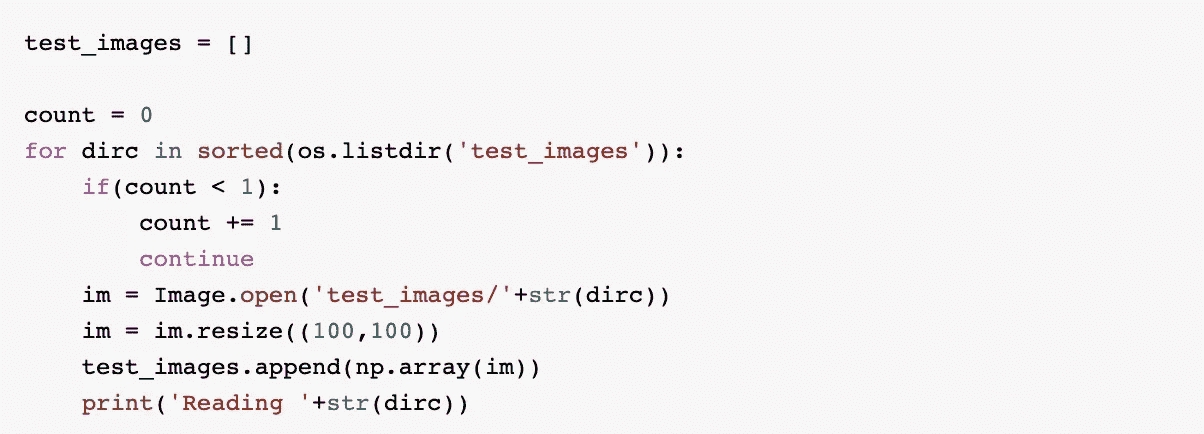 test_images = []
count = 0
for dirc in sorted(os.listdir('test_images')):
    if(count < 1):
        count += 1
        continue
    im = Image.open('test_images/'+str(dirc))
    im = im.resize((100,100))
    test_images.append(np.array(im))
    print('Reading '+str(dirc))